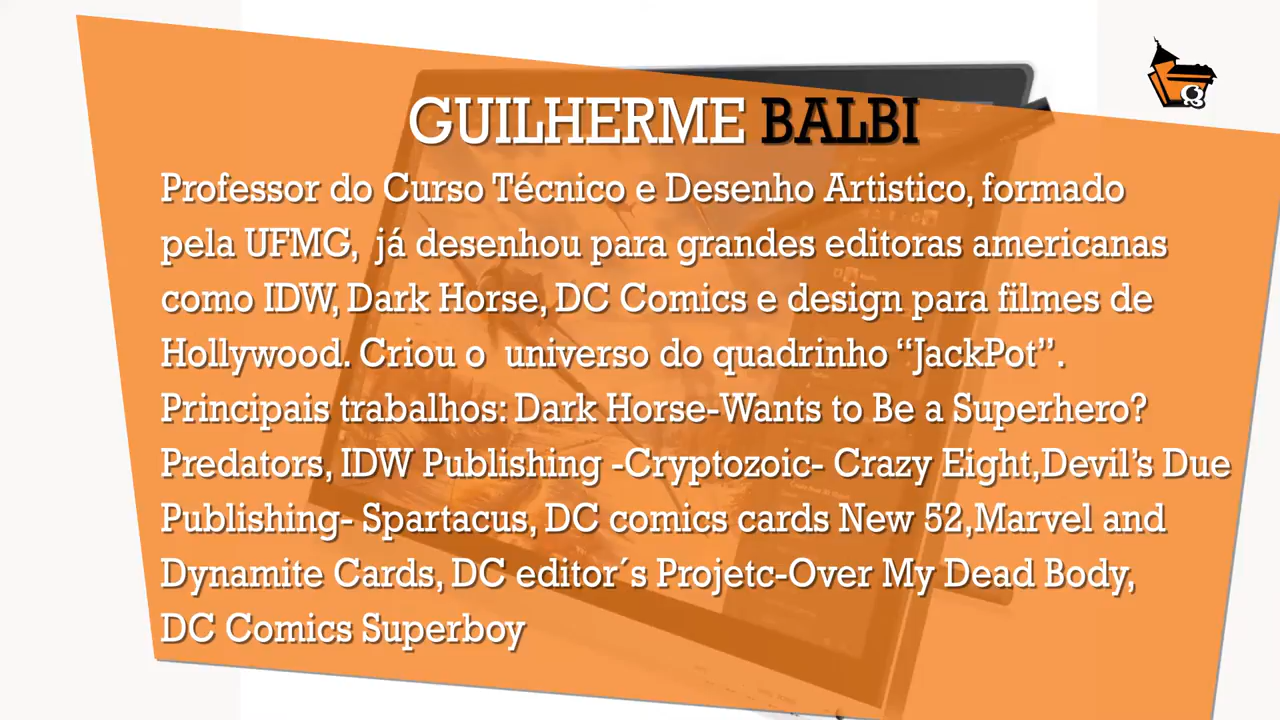 GUILHERME BALBI
Professor do Curso Técnico e Desenho Artistico, formado
pela UFMG, já desenhou para grandes editoras americanas
como IDW, Dark Horse, DC Comics e design para filmes de
Hollywood. Criou o universo do quadrinho “JackPot”.
Principais trabalhos: Dark Horse-Wants to Be a Superhero?
Predators, IDW Publishing -Cryptozoic- Crazy Eight,Devil’s Due
Publishing- Spartacus, DC comics cards New 52,Marvel and
Dynamite Cards, DC editor´s Projetc-Over My Dead Body,
DC Comics Superboy